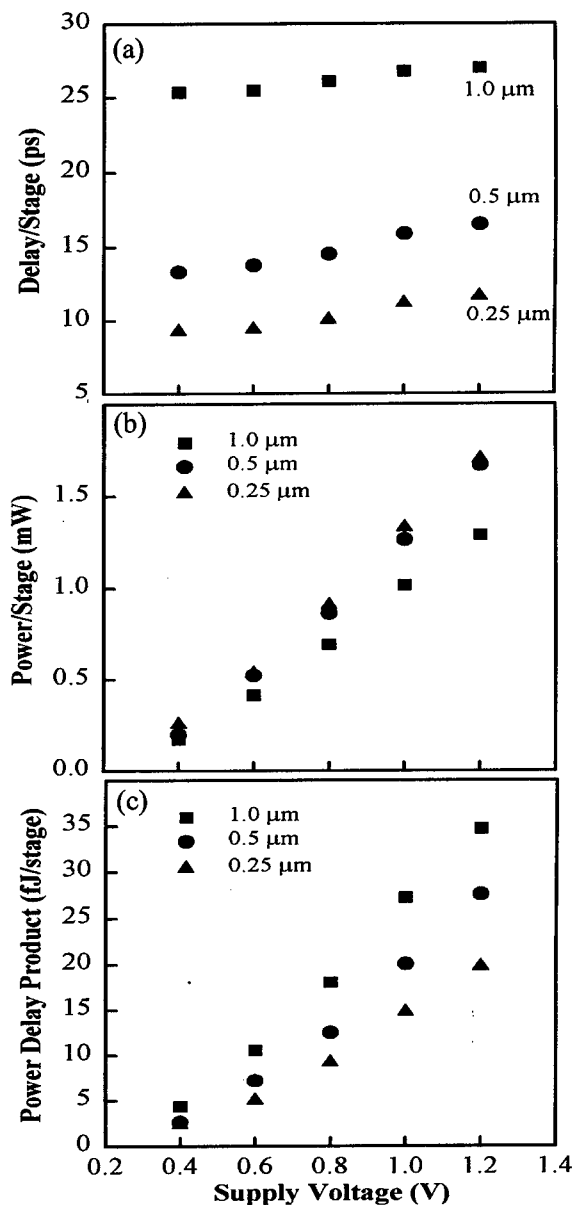 (a)
30
25
20
15
10
5
Delay/Stage (ps)
1.0 µm
0.5 µm
0.25 µm
(b)
1.0 µm
0.5 µm
0.25 µm
1.5
1.0
0.5
0.0
Power/Stage (mW)
(c)
1.0 µm
0.5 µm
0.25 µm
35
30
25
20
15
10
5
0
Power Delay Product (fJ/stage)
0.2 0.4 0.6 0.8 1.0 1.2 1.4
Supply Voltage (V)